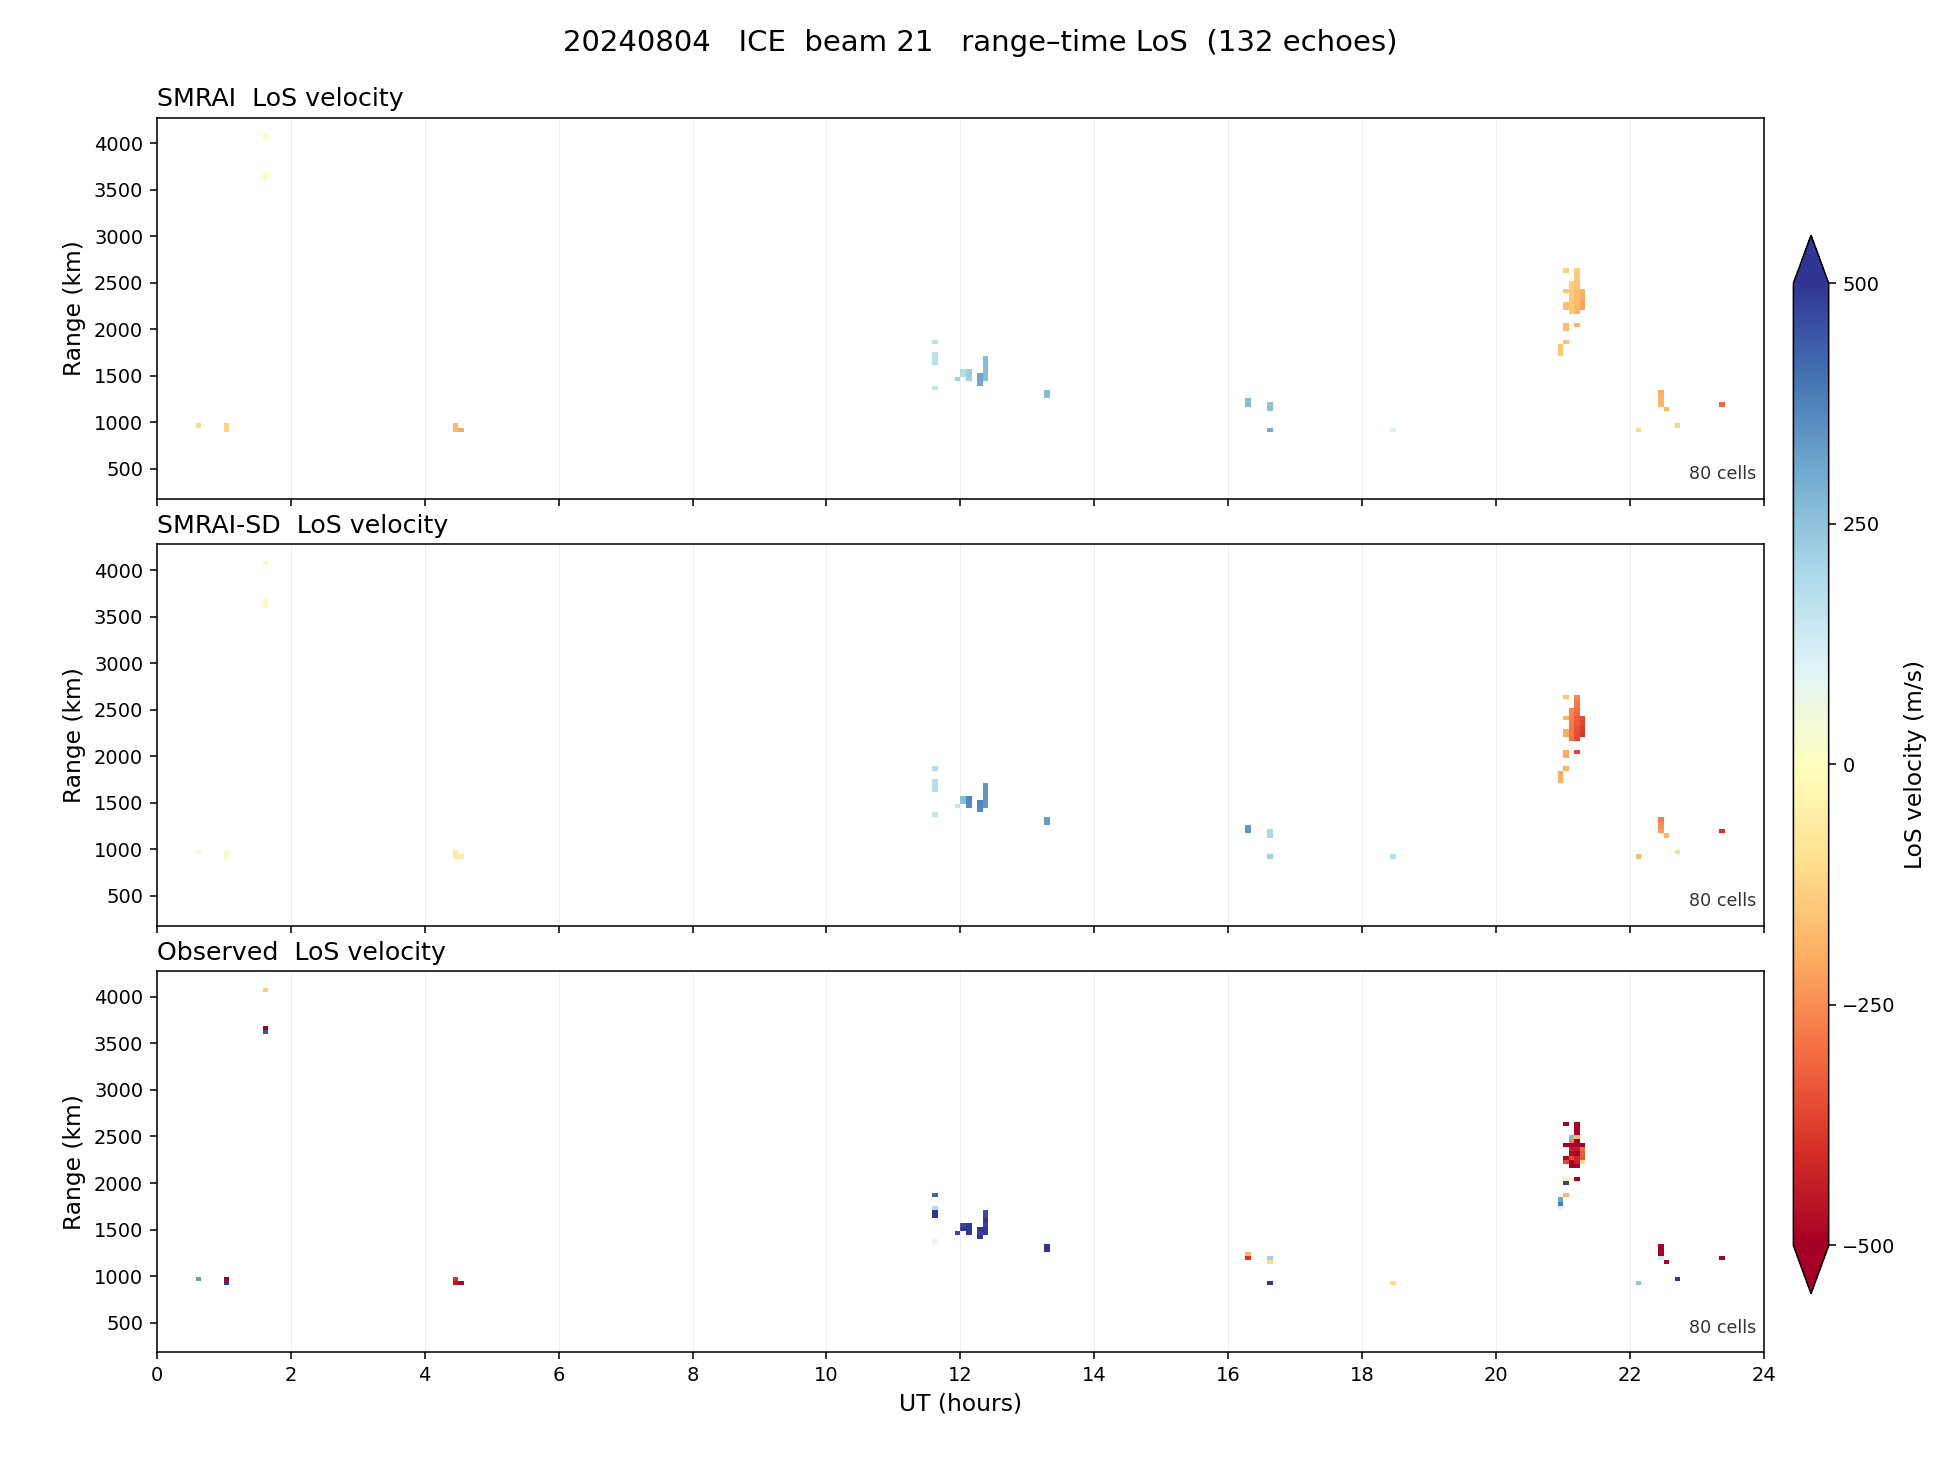 20240804   ICE  beam 21   range–time LoS  (132 echoes)
SMRAI  LoS velocity
4000
3500
3000
2500
2000
1500
1000
500
Range (km)
80 cells
SMRAI-SD  LoS velocity
4000
3500
3000
2500
2000
1500
1000
500
Range (km)
80 cells
Observed  LoS velocity
4000
3500
3000
2500
2000
1500
1000
500
Range (km)
80 cells
0 2 4 6 8 10 12 14 16 18 20 22 24
UT (hours)
500
250
0
−250
−500
LoS velocity (m/s)